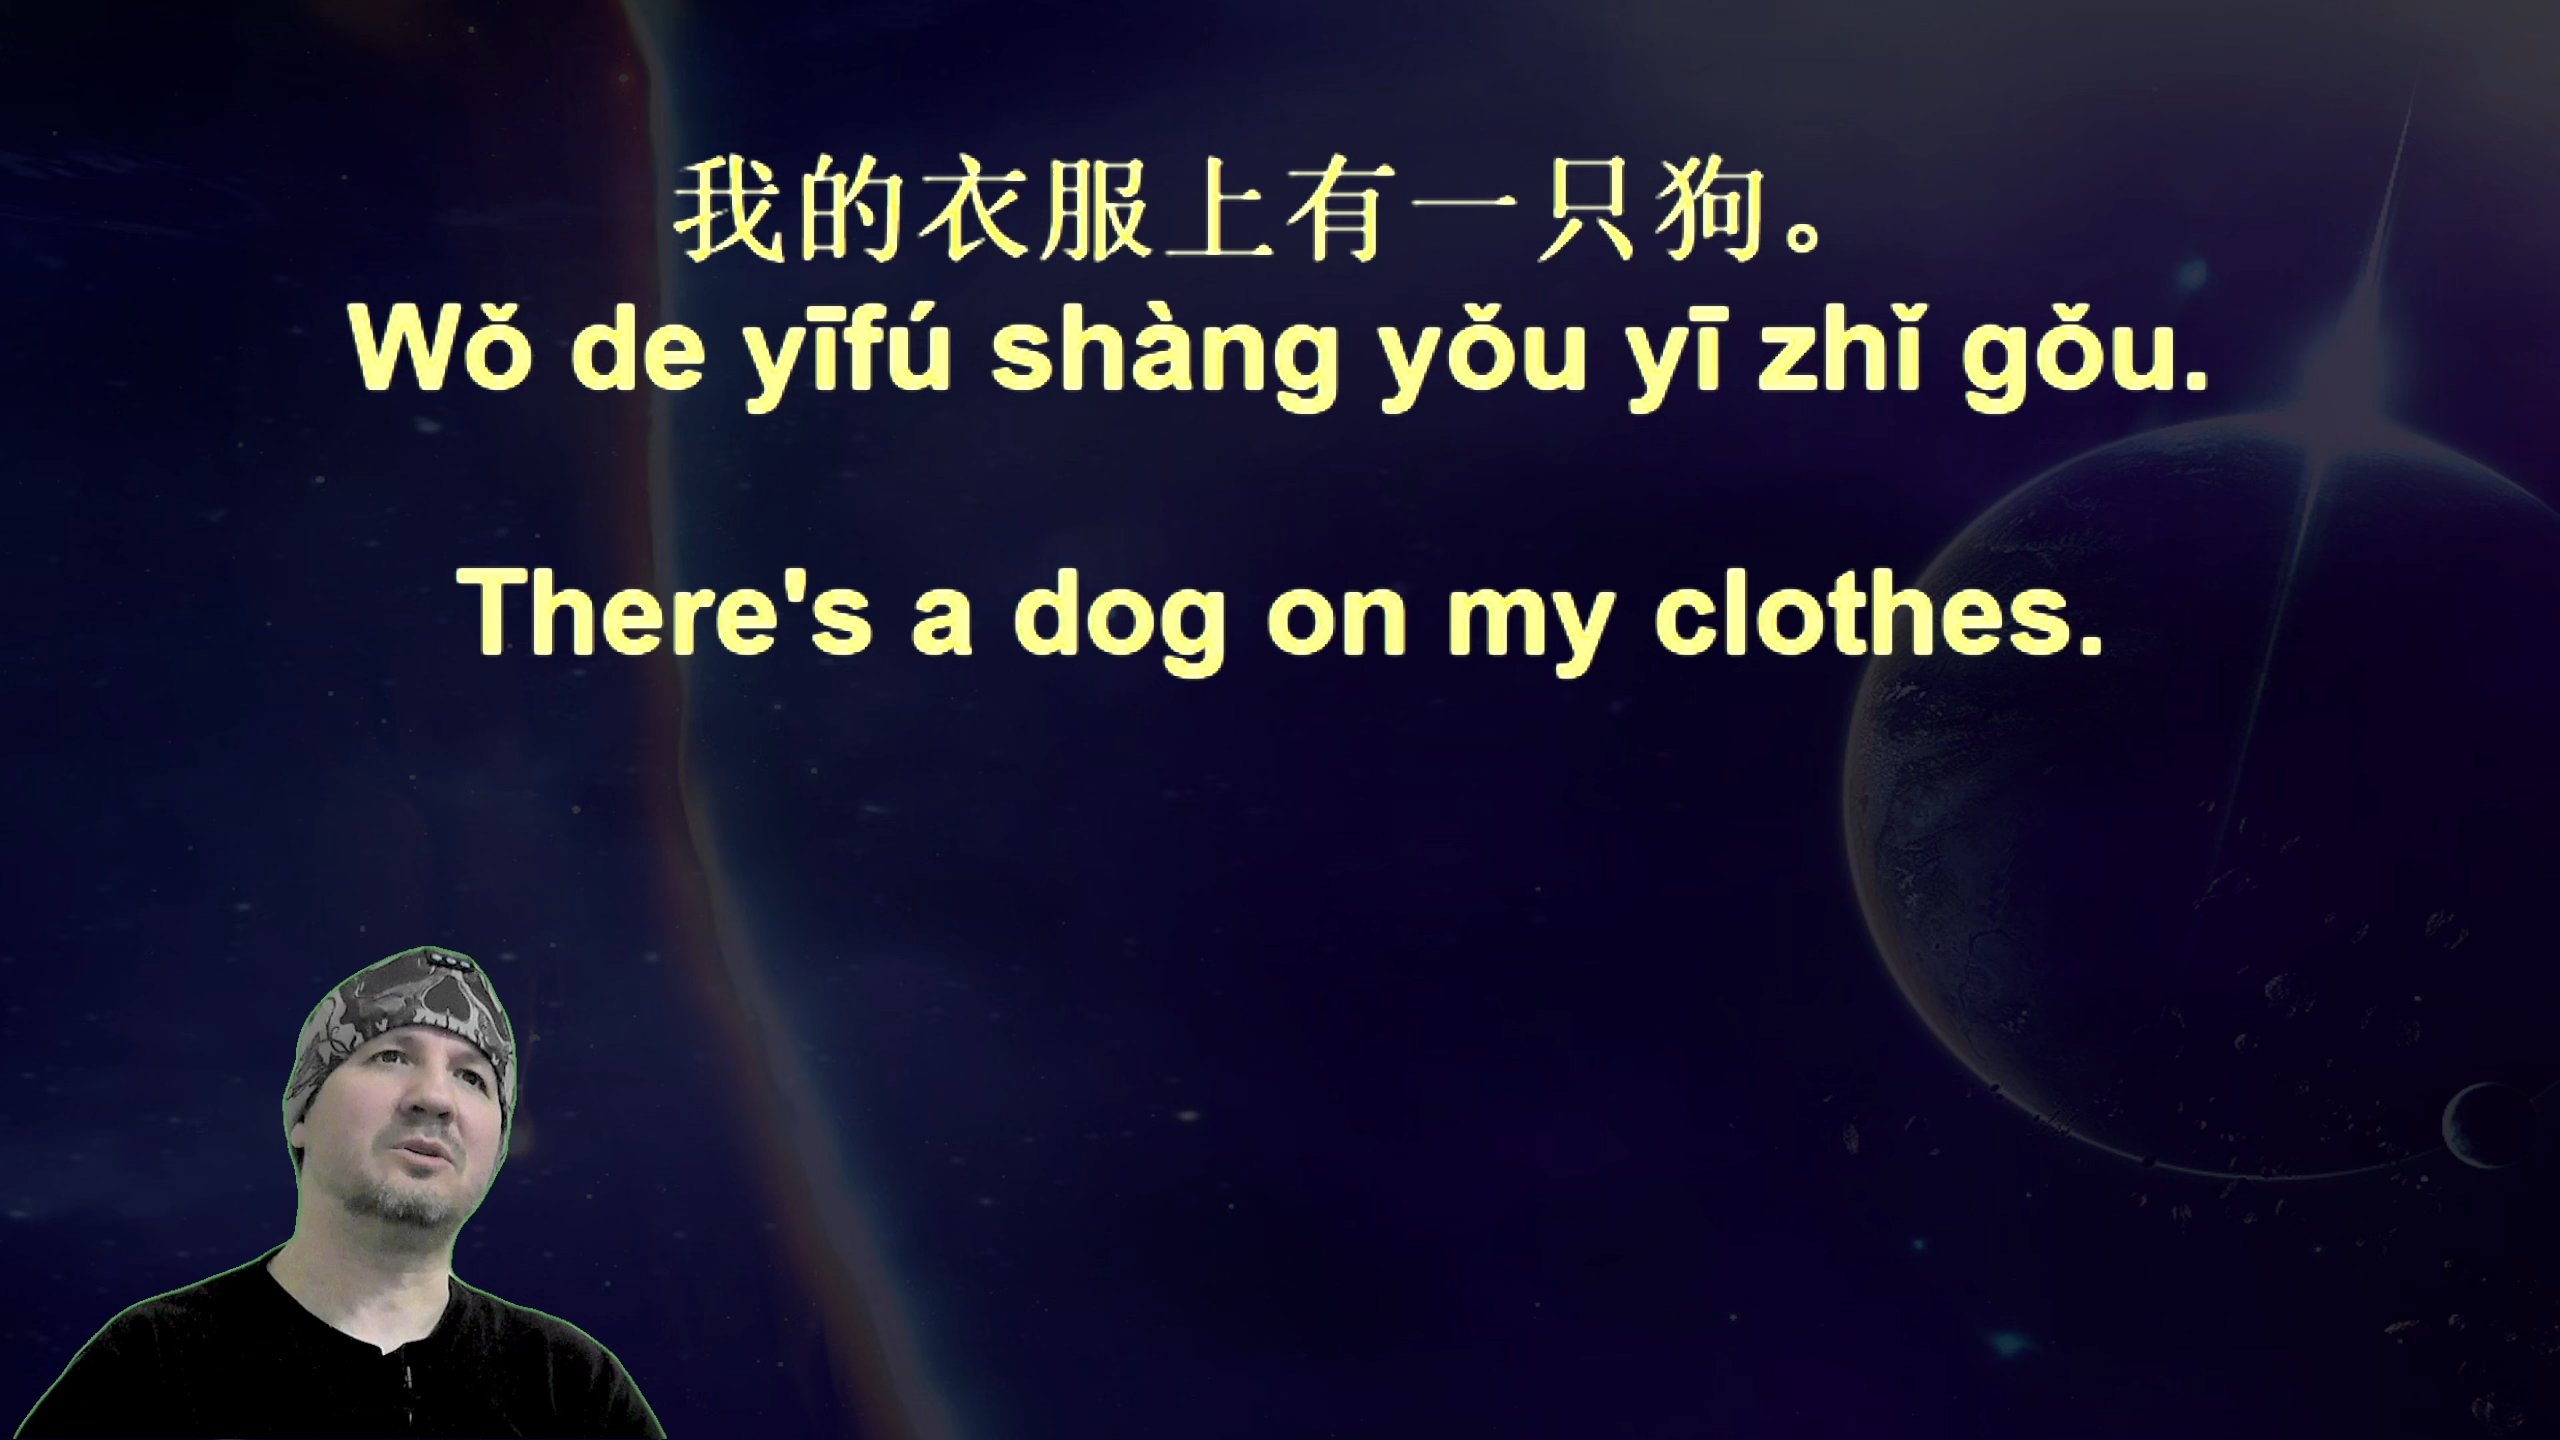 我的衣服上有一只狗。
Wǒ de yīfú shàng yǒu yī zhǐ gǒu.
There's a dog on my clothes.